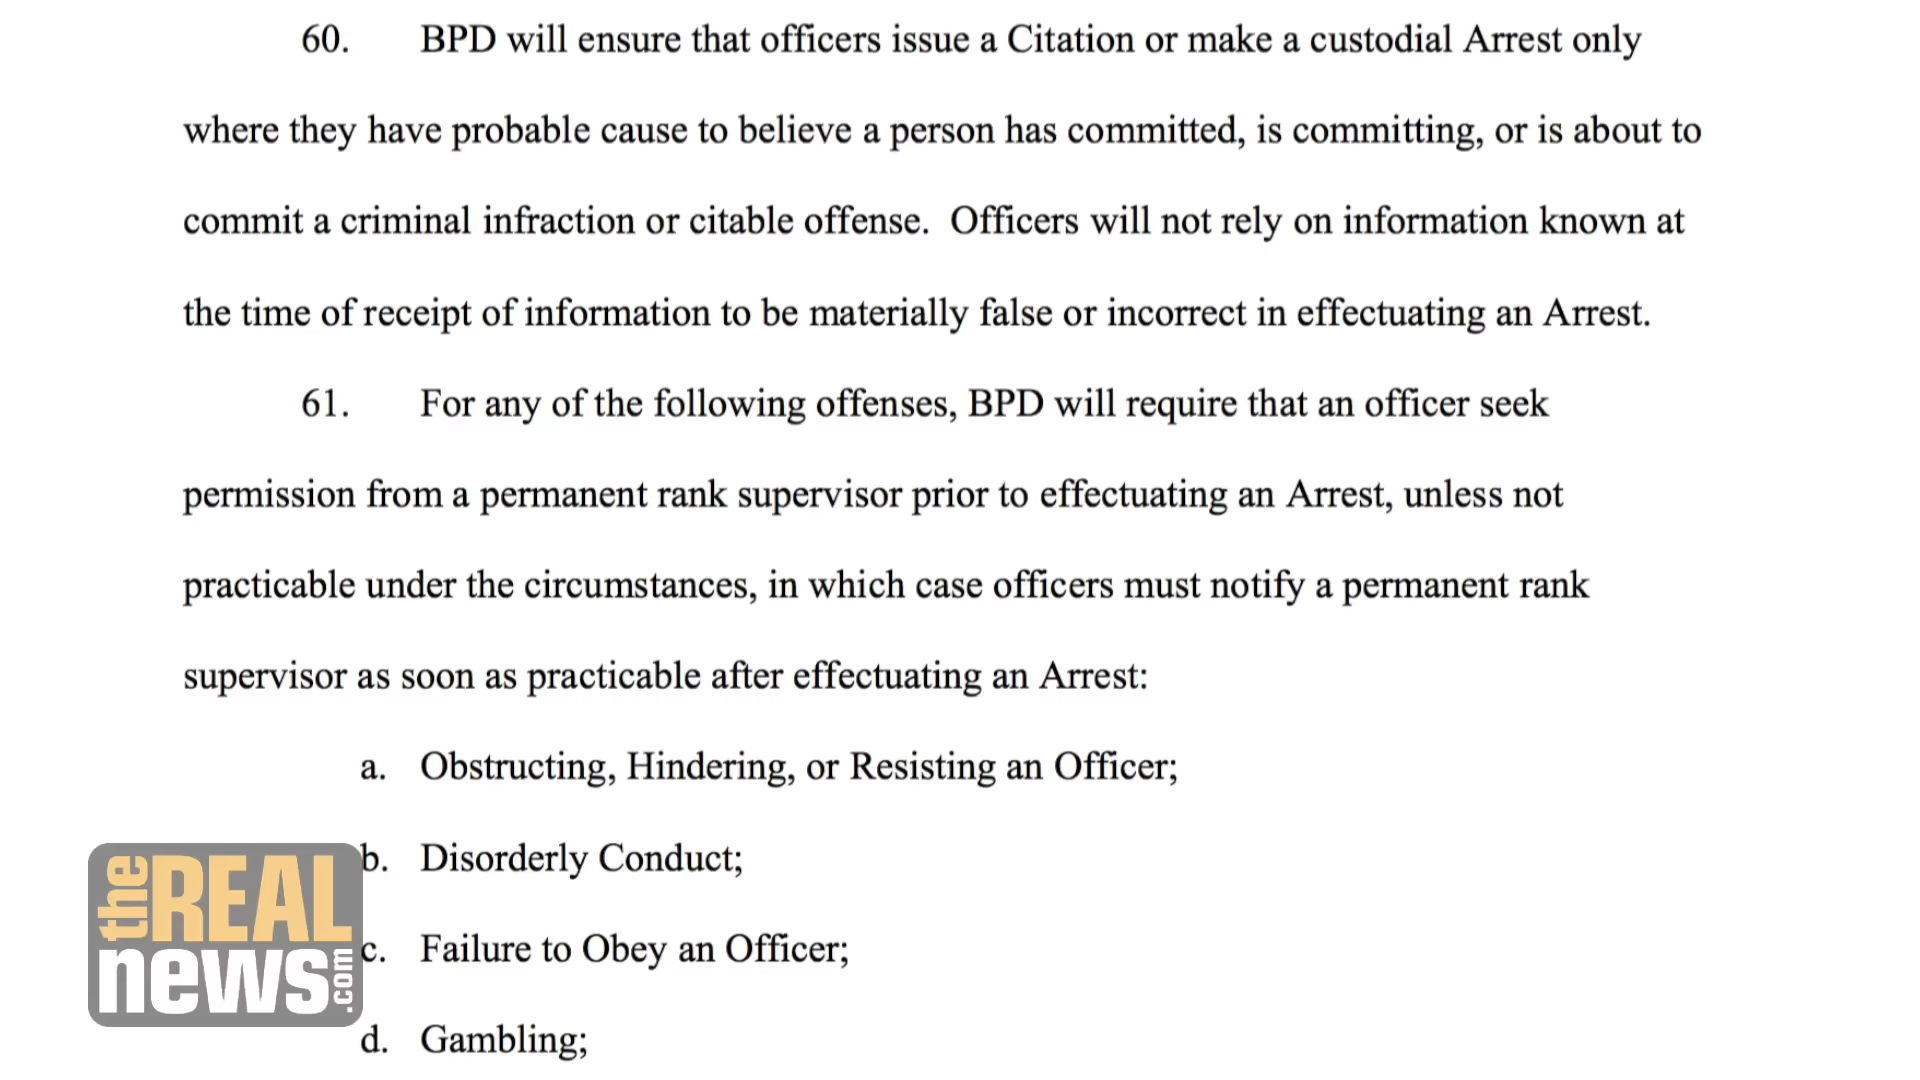 60. BPD will ensure that officers issue a Citation or make a custodial Arrest only
where they have probable cause to believe a person has committed, is committing, or is about to
commit a criminal infraction or citable offense. Officers will not rely on information known at
the time of receipt of information to be materially false or incorrect in effectuating an Arrest.
61. For any of the following offenses, BPD will require that an officer seek
permission from a permanent rank supervisor prior to effectuating an Arrest, unless not
practicable under the circumstances, in which case officers must notify a permanent rank
supervisor as soon as practicable after effectuating an Arrest:
a. Obstructing, Hindering, or Resisting an Officer;
b. Disorderly Conduct;
c. Failure to Obey an Officer;
d. Gambling;
the REAL
news.com